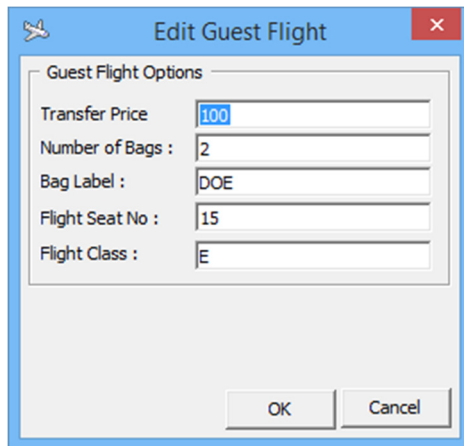 Edit Guest Flight
Guest Flight Options
Transfer Price 100
Number of Bags : 2
Bag Label : DOE
Flight Seat No : 15
Flight Class : E
OK Cancel